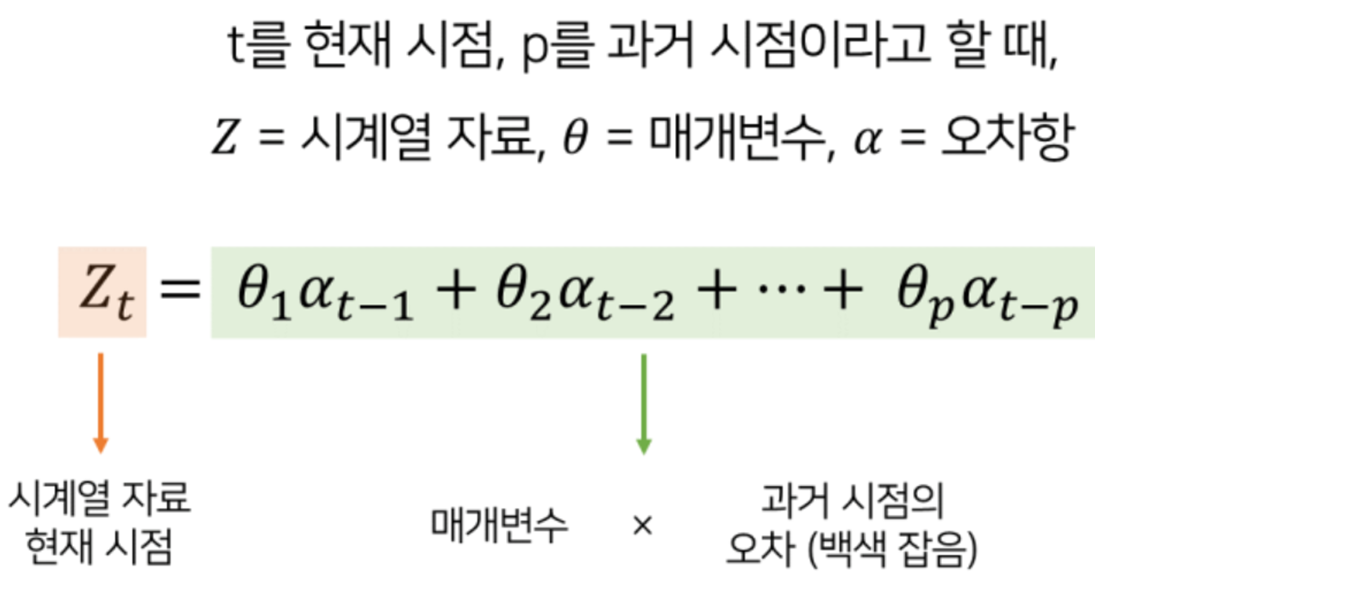 t를 현재 시점, p를 과거 시점이라고 할 때,
Z = 시계열 자료, θ = 매개변수, α = 오차항
Z_t = θ_1α_{t−1} + θ_2α_{t−2} + ⋯ + θ_pα_{t−p}
시계열 자료
현재 시점
매개변수 × 과거 시점의
오차 (백색 잡음)